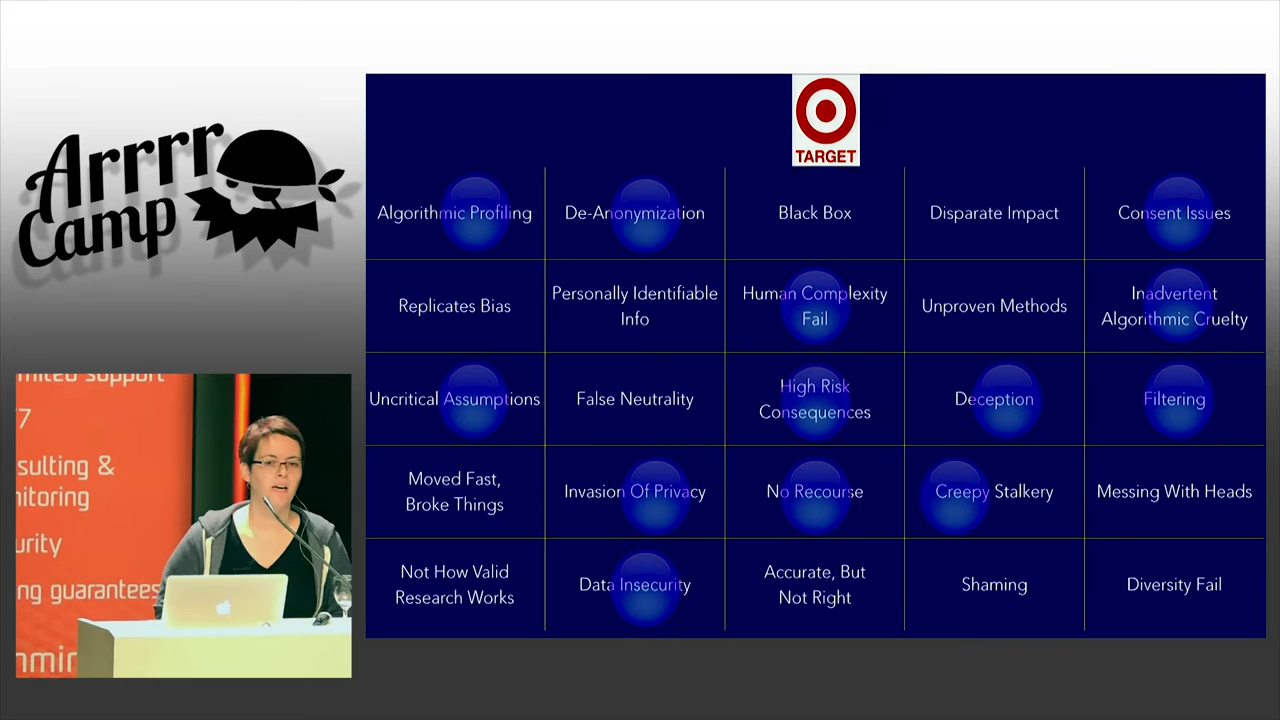 Arrrr
Camp
TARGET
Algorithmic Profiling
De-Anonymization
Black Box
Disparate Impact
Consent Issues
Replicates Bias
Personally Identifiable
Info
Human Complexity
Fail
Unproven Methods
Inadvertent
Algorithmic Cruelty
Uncritical Assumptions
False Neutrality
High Risk
Consequences
Deception
Filtering
Moved Fast,
Broke Things
Invasion Of Privacy
No Recourse
Creepy Stalkery
Messing With Heads
Not How Valid
Research Works
Data Insecurity
Accurate, But
Not Right
Shaming
Diversity Fail
support
7
sulting &
nitoring
urity
ng guarantees